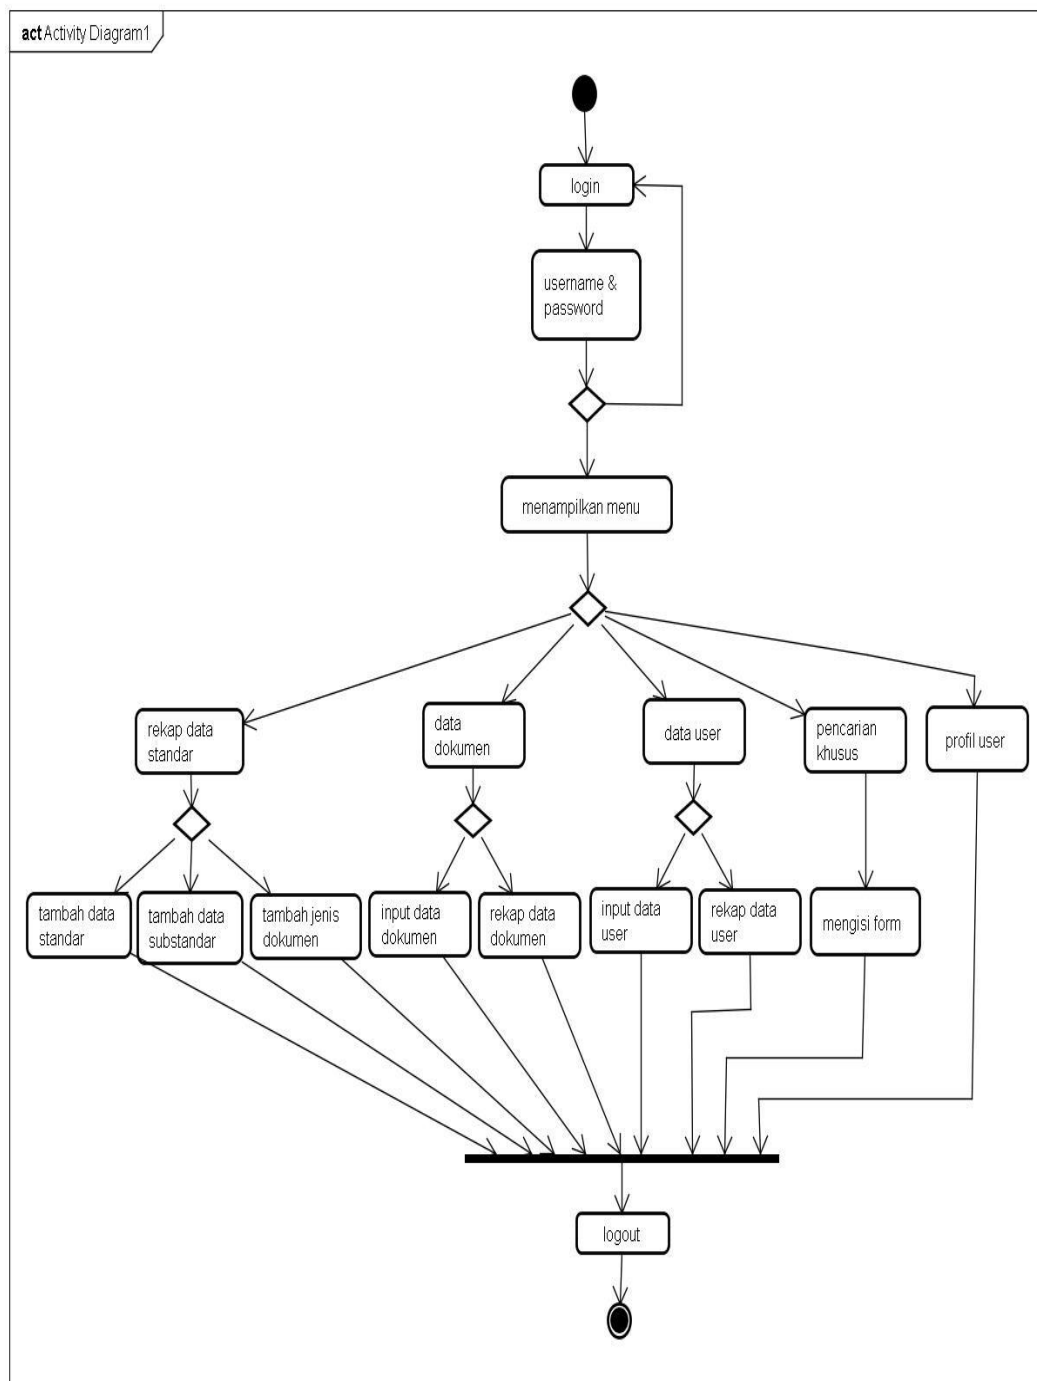 act Activity Diagram1
login
username &
password
menampilkan menu
rekap data
standar
data
dokumen
data user
pencarian
khusus
profil user
tambah data
standar
tambah data
substandar
tambah jenis
dokumen
input data
dokumen
rekap data
dokumen
input data
user
rekap data
user
mengisi form
logout